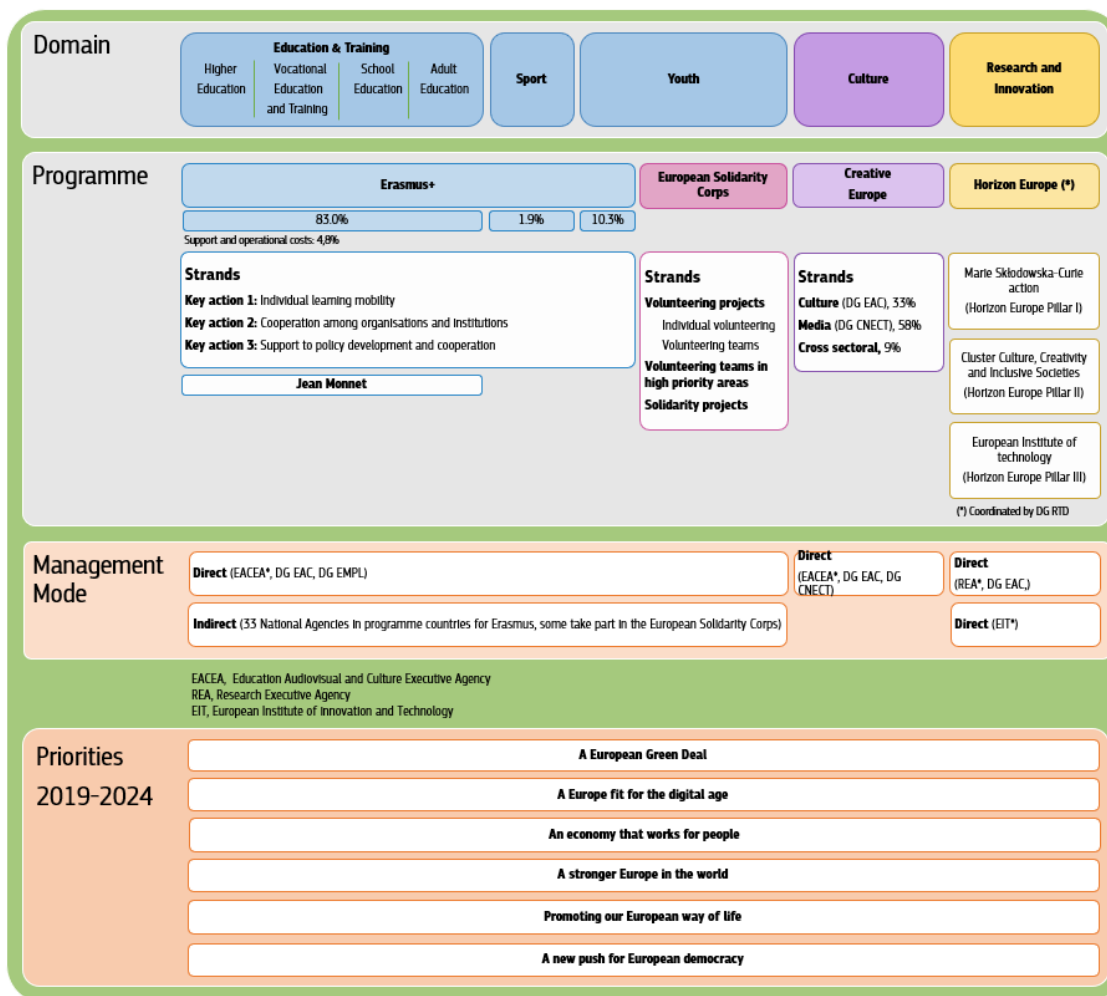 Domain
Education & Training
Higher
Education
Vocational
Education
and Training
School
Education
Adult
Education
Sport
Youth
Culture
Research and
Innovation
Programme
Erasmus+
European Solidarity
Corps
Creative
Europe
Horizon Europe (*)
83.0%
1.9%
10.3%
Support and operational costs: 4,8%
Strands
Key action 1: Individual learning mobility
Key action 2: Cooperation among organisations and institutions
Key action 3: Support to policy development and cooperation
Jean Monnet
Strands
Volunteering projects
Individual volunteering
Volunteering teams
Volunteering teams in
high priority areas
Solidarity projects
Strands
Culture (DG EAC), 33%
Media (DG CNECT), 58%
Cross sectoral, 9%
Marie Skłodowska-Curie
action
(Horizon Europe Pillar I)
Cluster Culture, Creativity
and Inclusive Societies
(Horizon Europe Pillar II)
European Institute of
technology
(Horizon Europe Pillar III)
(*) Coordinated by DG RTD
Management
Mode
Direct (EACEA*, DG EAC, DG EMPL)
Direct
(EACEA*, DG EAC, DG
CNECT)
Direct
(REA*, DG EAC,)
Indirect (33 National Agencies in programme countries for Erasmus, some take part in the European Solidarity Corps)
Direct (EIT*)
EACEA, Education Audiovisual and Culture Executive Agency
REA, Research Executive Agency
EIT, European Institute of Innovation and Technology
Priorities
2019-2024
A European Green Deal
A Europe fit for the digital age
An economy that works for people
A stronger Europe in the world
Promoting our European way of life
A new push for European democracy